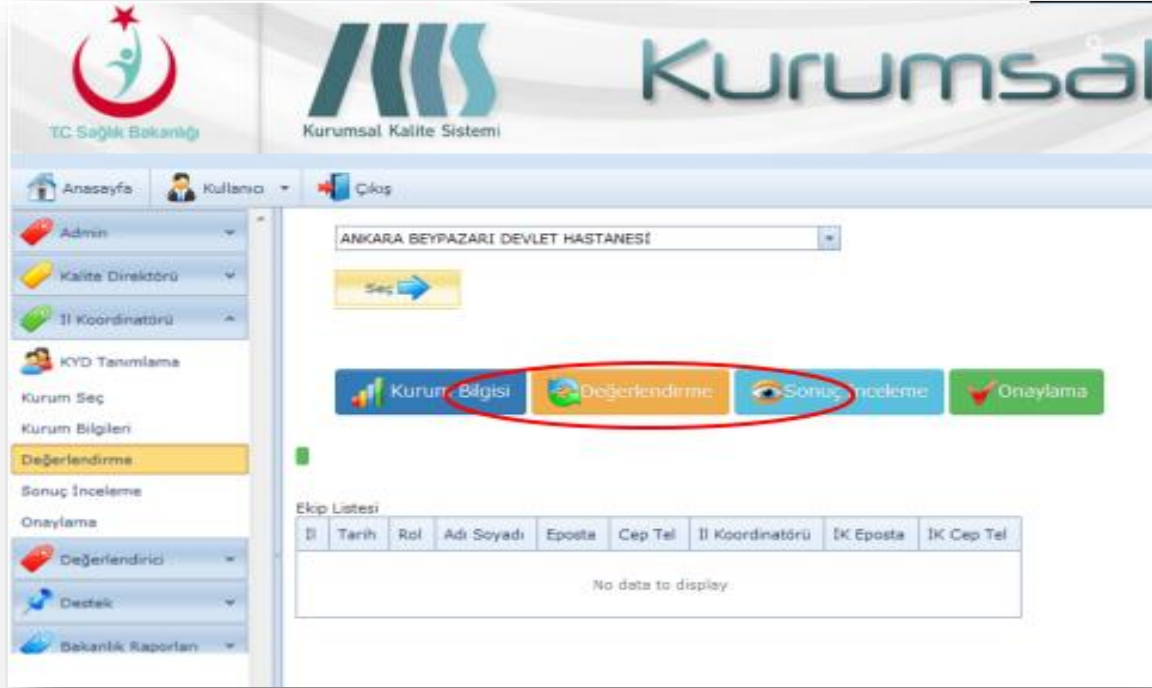 Kurumsal
TC Sağlık Bakanlığı
Kurumsal Kalite Sistemi
Anasayfa Kullanıcı Çıkış
Admin
Kalite Direktörü
İl Koordinatörü
KYD Tanımlama
Kurum Seç
Kurum Bilgileri
Değerlendirme
Sonuç İnceleme
Onaylama
Değerlendirici
Destek
Bakanlık Raporları
ANKARA BEYPAZARI DEVLET HASTANESİ
Seç
Kurum Bilgisi Değerlendirme Sonuç İnceleme Onaylama
Ekip Listesi
İl Tarih Rol Adı Soyadı Eposta Cep Tel İl Koordinatörü İK Eposta İK Cep Tel
No data to display